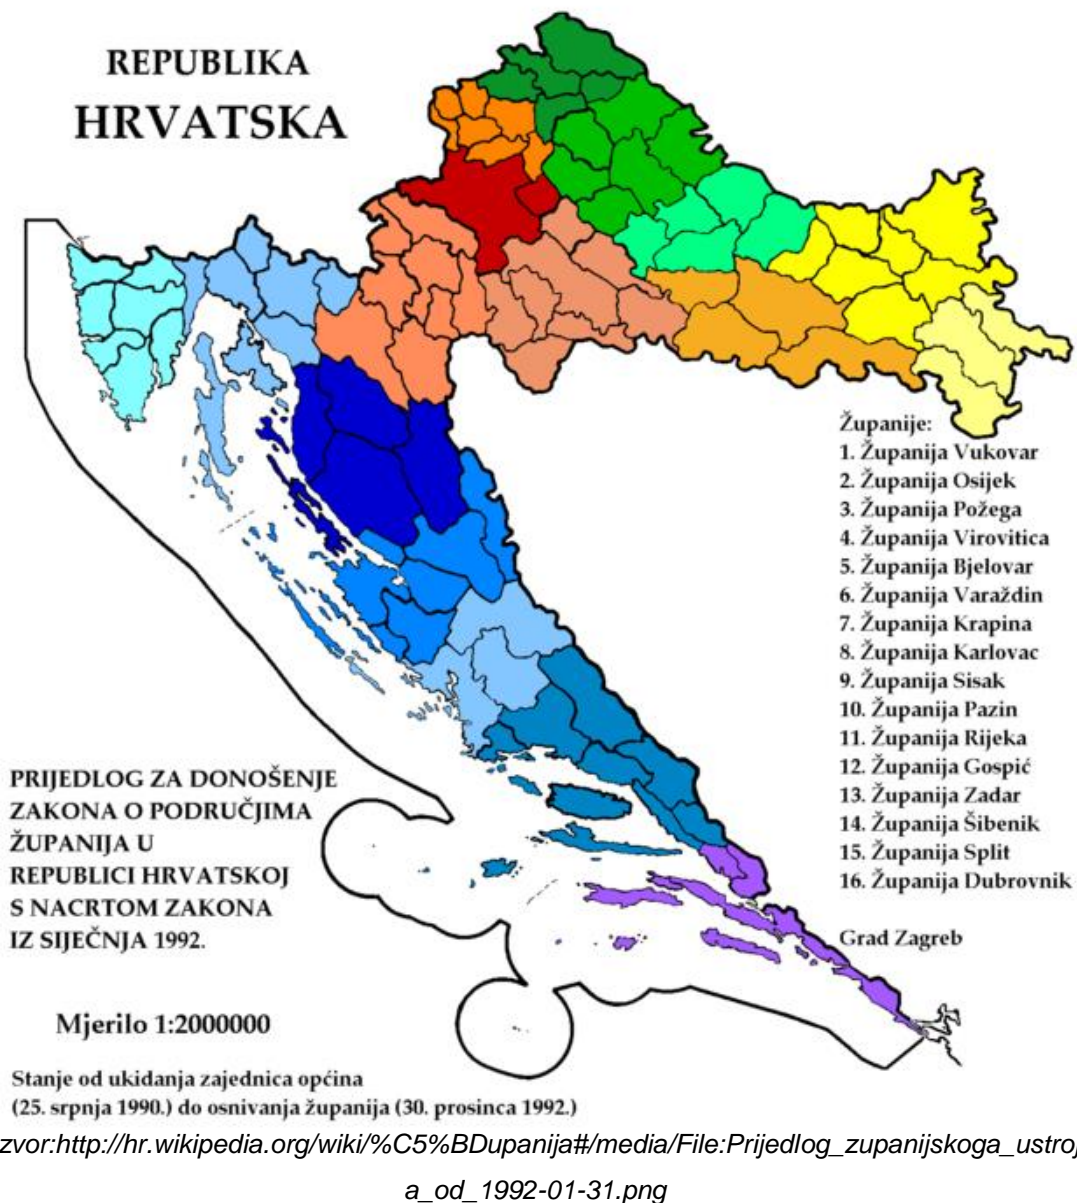 REPUBLIKA
HRVATSKA
Županije:
1. Županija Vukovar
2. Županija Osijek
3. Županija Požega
4. Županija Virovitica
5. Županija Bjelovar
6. Županija Varaždin
7. Županija Krapina
8. Županija Karlovac
9. Županija Sisak
10. Županija Pazin
11. Županija Rijeka
12. Županija Gospić
13. Županija Zadar
14. Županija Šibenik
15. Županija Split
16. Županija Dubrovnik
Grad Zagreb
PRIJEDLOG ZA DONOŠENJE
ZAKONA O PODRUČJIMA
ŽUPANIJA U
REPUBLICI HRVATSKOJ
S NACRTOM ZAKONA
IZ SIJEČNJA 1992.
Mjerilo 1:2000000
Stanje od ukidanja zajednica općina
(25. srpnja 1990.) do osnivanja županija (30. prosinca 1992.)
zvor:http://hr.wikipedia.org/wiki/%C5%BDupanija#/media/File:Prijedlog_zupanijskoga_ustroj
a_od_1992-01-31.png